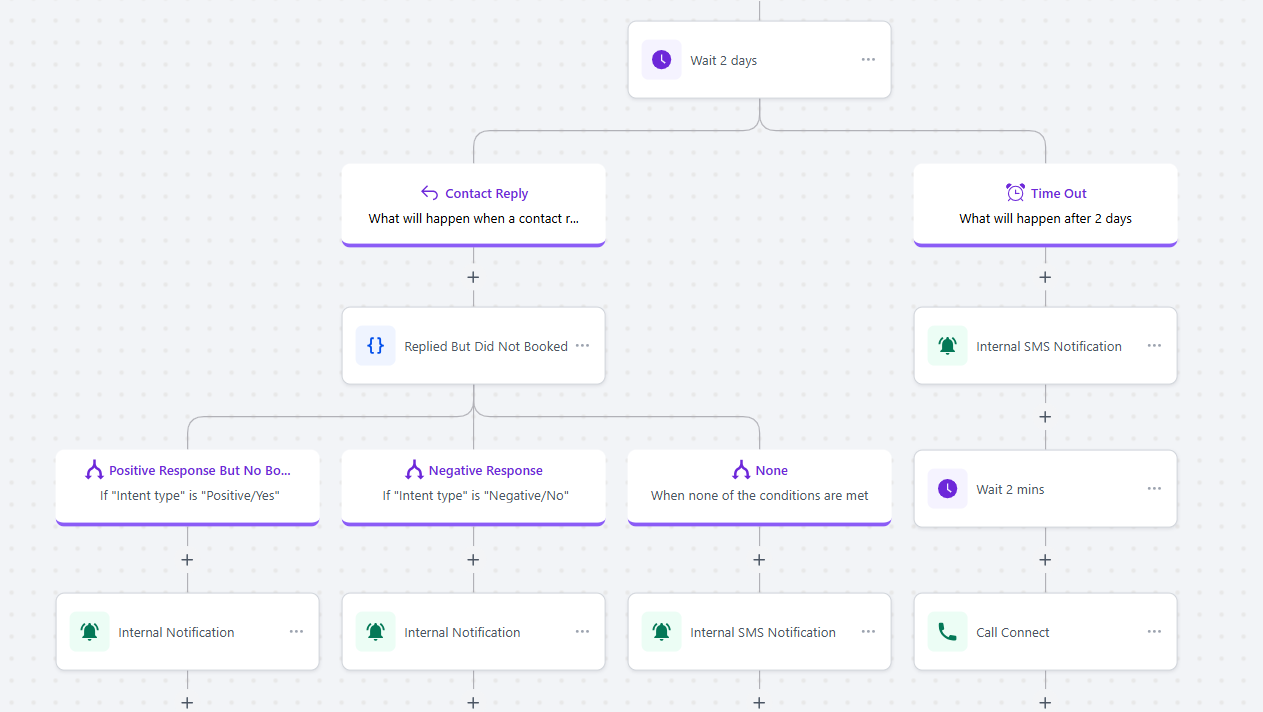 Wait 2 days
Contact Reply
What will happen when a contact r...
Time Out
What will happen after 2 days
Replied But Did Not Booked
Internal SMS Notification
Positive Response But No Bo...
If "Intent type" is "Positive/Yes"
Negative Response
If "Intent type" is "Negative/No"
None
When none of the conditions are met
Wait 2 mins
Internal Notification
Internal Notification
Internal SMS Notification
Call Connect